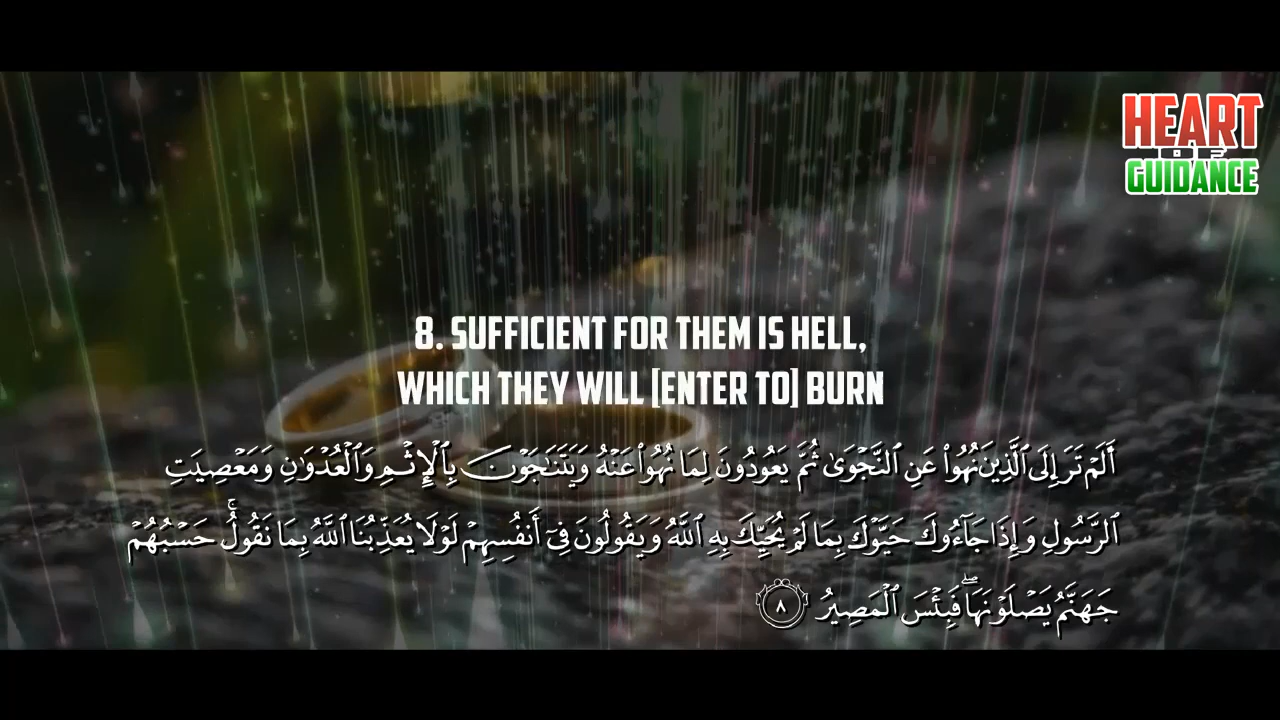 HEART
OF
GUIDANCE
8. SUFFICIENT FOR THEM IS HELL,
WHICH THEY WILL [ENTER TO] BURN
أَلَمْ تَرَ إِلَى ٱلَّذِينَ نُهُوا۟ عَنِ ٱلنَّجْوَىٰ ثُمَّ يَعُودُونَ لِمَا نُهُوا۟ عَنْهُ وَيَتَنَـٰجَوْنَ بِٱلْإِثْمِ وَٱلْعُدْوَٰنِ وَمَعْصِيَتِ
ٱلرَّسُولِ وَإِذَا جَآءُوكَ حَيَّوْكَ بِمَا لَمْ يُحَيِّكَ بِهِ ٱللَّهُ وَيَقُولُونَ فِىٓ أَنفُسِهِمْ لَوْلَا يُعَذِّبُنَا ٱللَّهُ بِمَا نَقُولُ ۚ حَسْبُهُمْ
جَهَنَّمُ يَصْلَوْنَهَا ۖ فَبِئْسَ ٱلْمَصِيرُ ٨